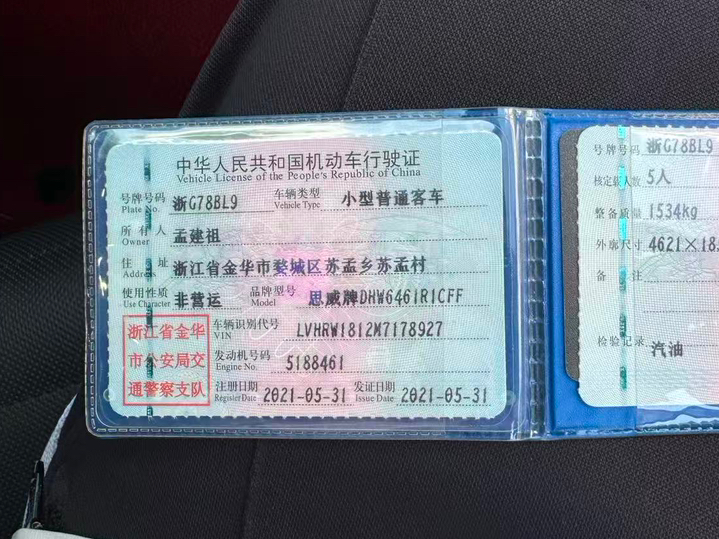 中华人民共和国机动车行驶证
Vehicle License of the People's Republic of China
号牌号码 浙G78BL9 车辆类型 小型普通客车
Plate No. Vehicle Type
所有人 孟建祖
Owner
住址 浙江省金华市婺城区苏孟乡苏孟村
Address
使用性质 非营运 品牌型号 思威牌DHW6461R1CFF
Use Character Model
浙江省金华
市公安局交
通警察支队
车辆识别代号 LVHRW1812M7178927
VIN
发动机号码 5188461
Engine No.
注册日期 2021-05-31 发证日期 2021-05-31
Register Date Issue Date
号牌号码 浙G78BL9
核定载人数 5人
整备质量 1534kg
外廓尺寸 4621×18
备注
检验记录 汽油